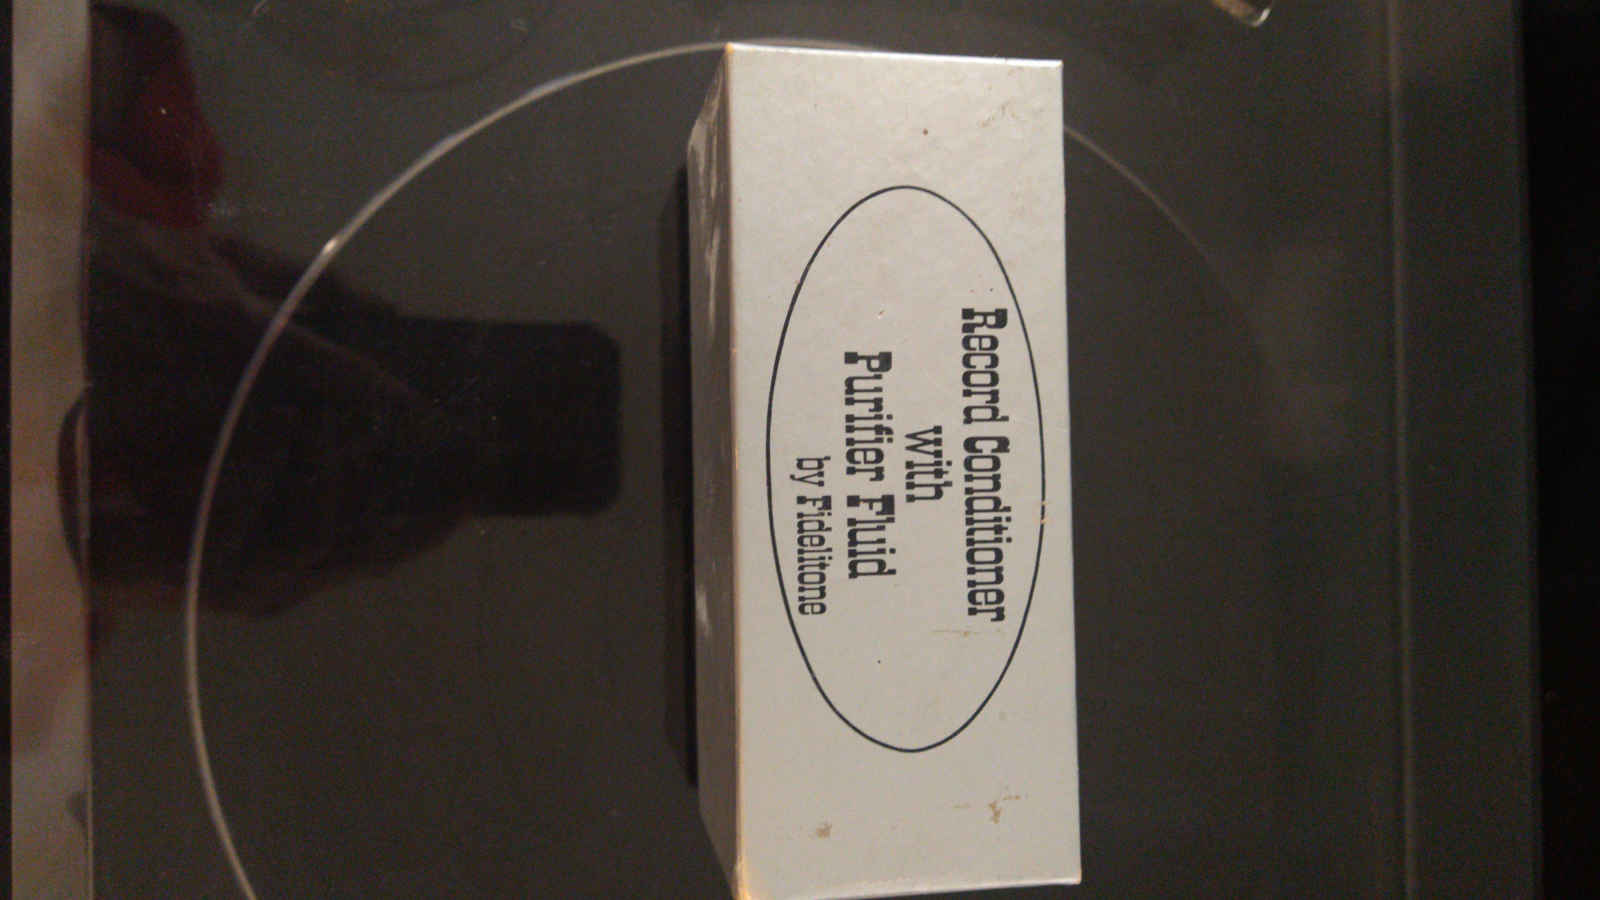 Record Conditioner
with
Purifier Fluid
by Fidelitone